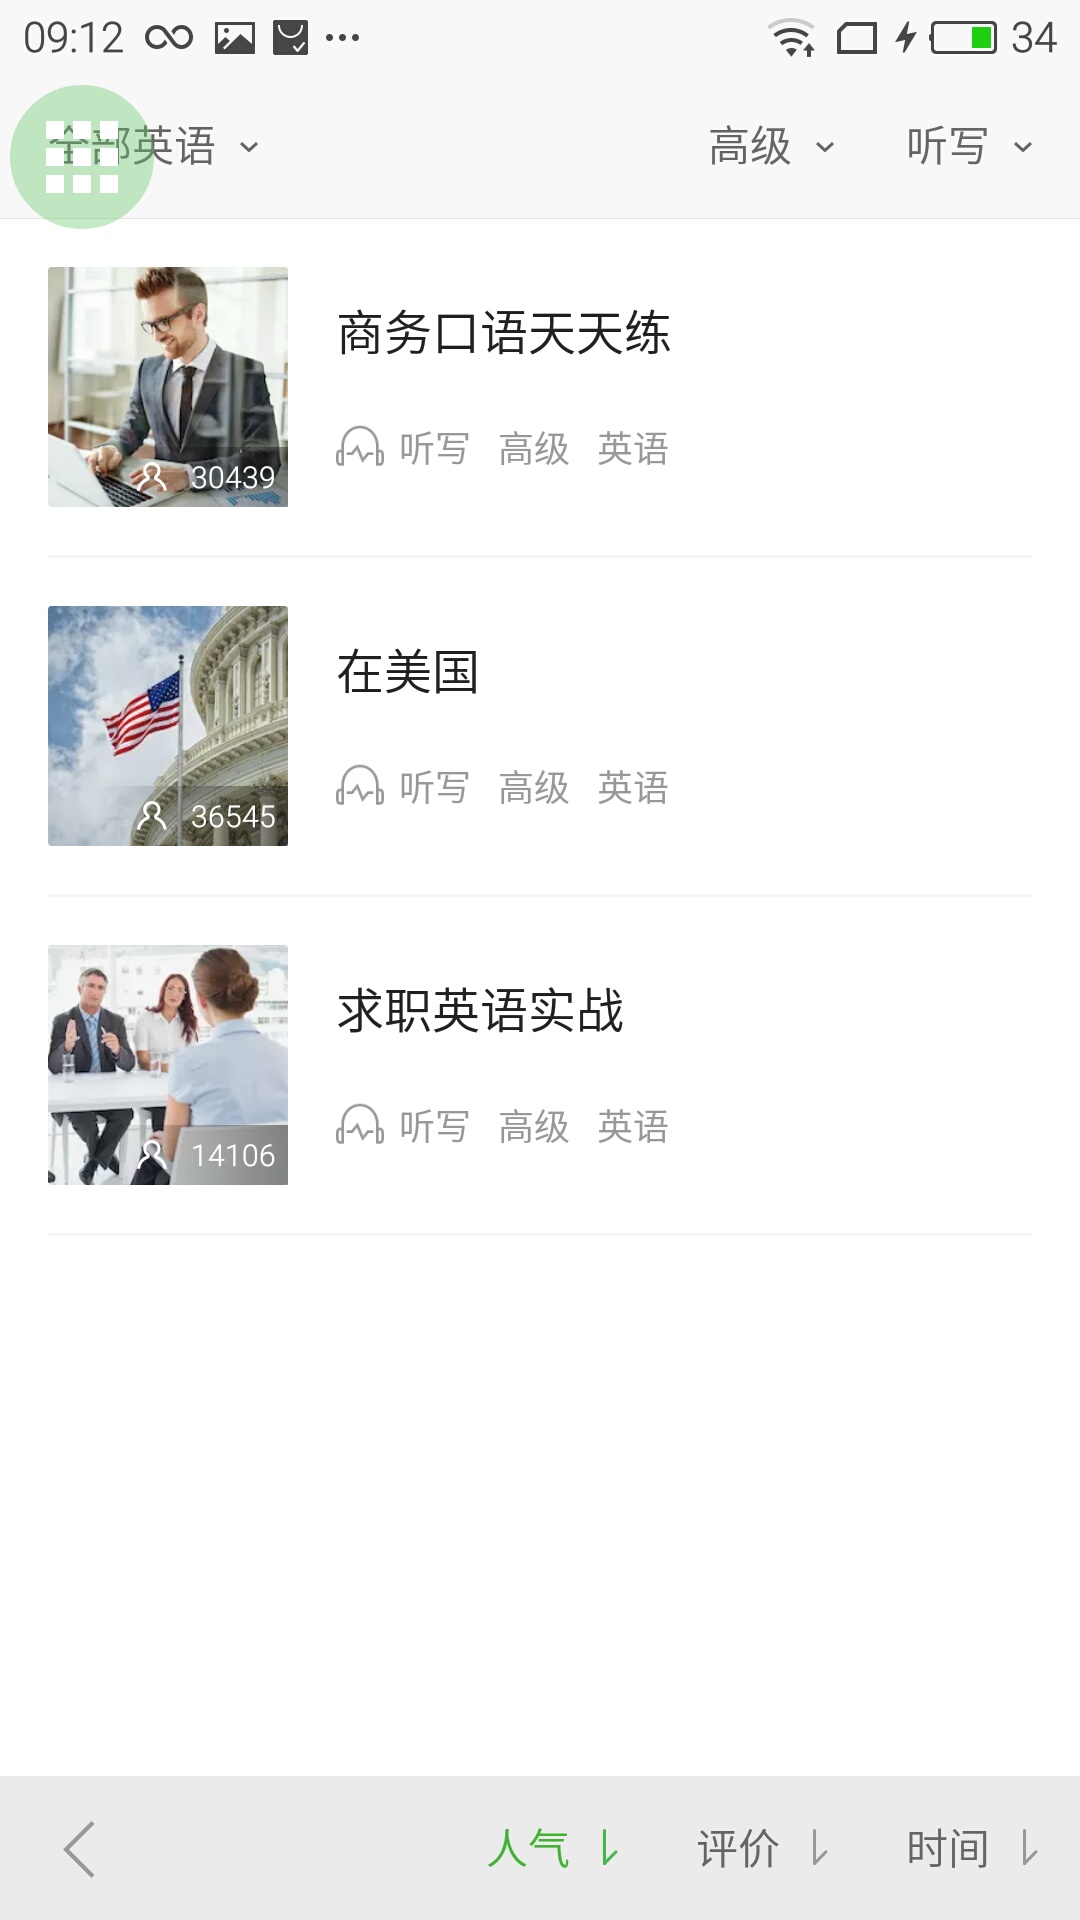 09:12 34
全部英语 高级 听写
商务口语天天练
听写 高级 英语
30439
在美国
听写 高级 英语
36545
求职英语实战
听写 高级 英语
14106
人气 评价 时间